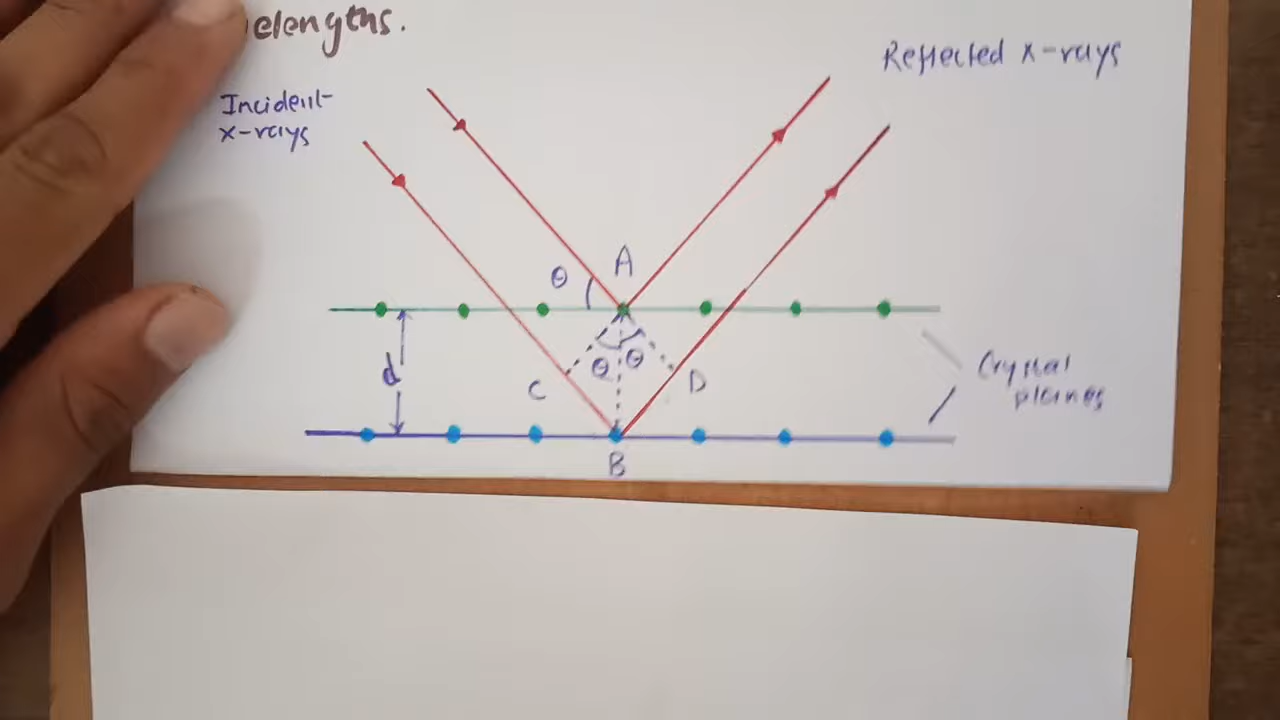 elengths.
Reflected x-rays
Incident
x-rays
A
θ
d
θ θ
C
D
Crystal
planes
B